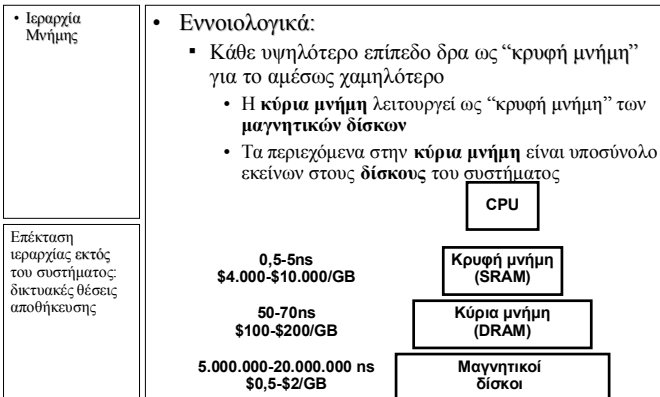 • Ιεραρχία
Μνήμης
Επέκταση
ιεραρχίας εκτός
του συστήματος:
δικτυακές θέσεις
αποθήκευσης
• Εννοιολογικά:
▪ Κάθε υψηλότερο επίπεδο δρα ως “κρυφή μνήμη”
για το αμέσως χαμηλότερο
• Η κύρια μνήμη λειτουργεί ως “κρυφή μνήμη” των
μαγνητικών δίσκων
• Τα περιεχόμενα στην κύρια μνήμη είναι υποσύνολο
εκείνων στους δίσκους του συστήματος
CPU
0,5-5ns
$4.000-$10.000/GB
Κρυφή μνήμη
(SRAM)
50-70ns
$100-$200/GB
Κύρια μνήμη
(DRAM)
5.000.000-20.000.000 ns
$0,5-$2/GB
Μαγνητικοί
δίσκοι